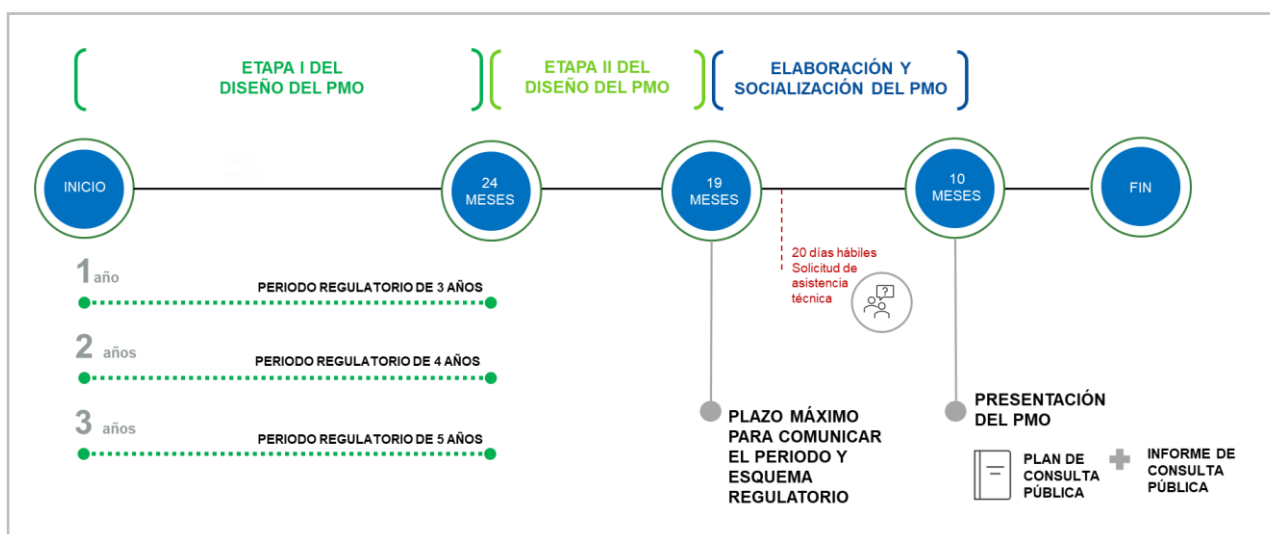 ETAPA I DEL
DISEÑO DEL PMO
ETAPA II DEL
DISEÑO DEL PMO
ELABORACIÓN Y
SOCIALIZACIÓN DEL PMO
INICIO
24
MESES
19
MESES
10
MESES
FIN
1 año
PERIODO REGULATORIO DE 3 AÑOS
2 años
PERIODO REGULATORIO DE 4 AÑOS
3 años
PERIODO REGULATORIO DE 5 AÑOS
20 días hábiles
Solicitud de
asistencia
técnica
?
PLAZO MÁXIMO
PARA COMUNICAR
EL PERIODO Y
ESQUEMA
REGULATORIO
PRESENTACIÓN
DEL PMO
PLAN DE
CONSULTA
PÚBLICA
INFORME DE
CONSULTA
PÚBLICA